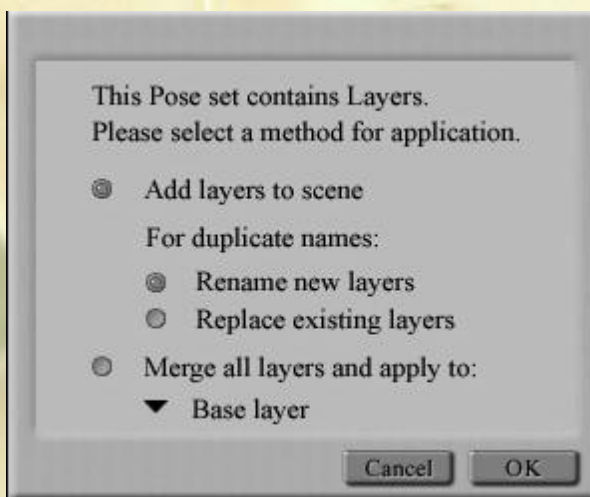 This Pose set contains Layers.
Please select a method for application.
Add layers to scene
For duplicate names:
Rename new layers
Replace existing layers
Merge all layers and apply to:
Base layer
Cancel OK